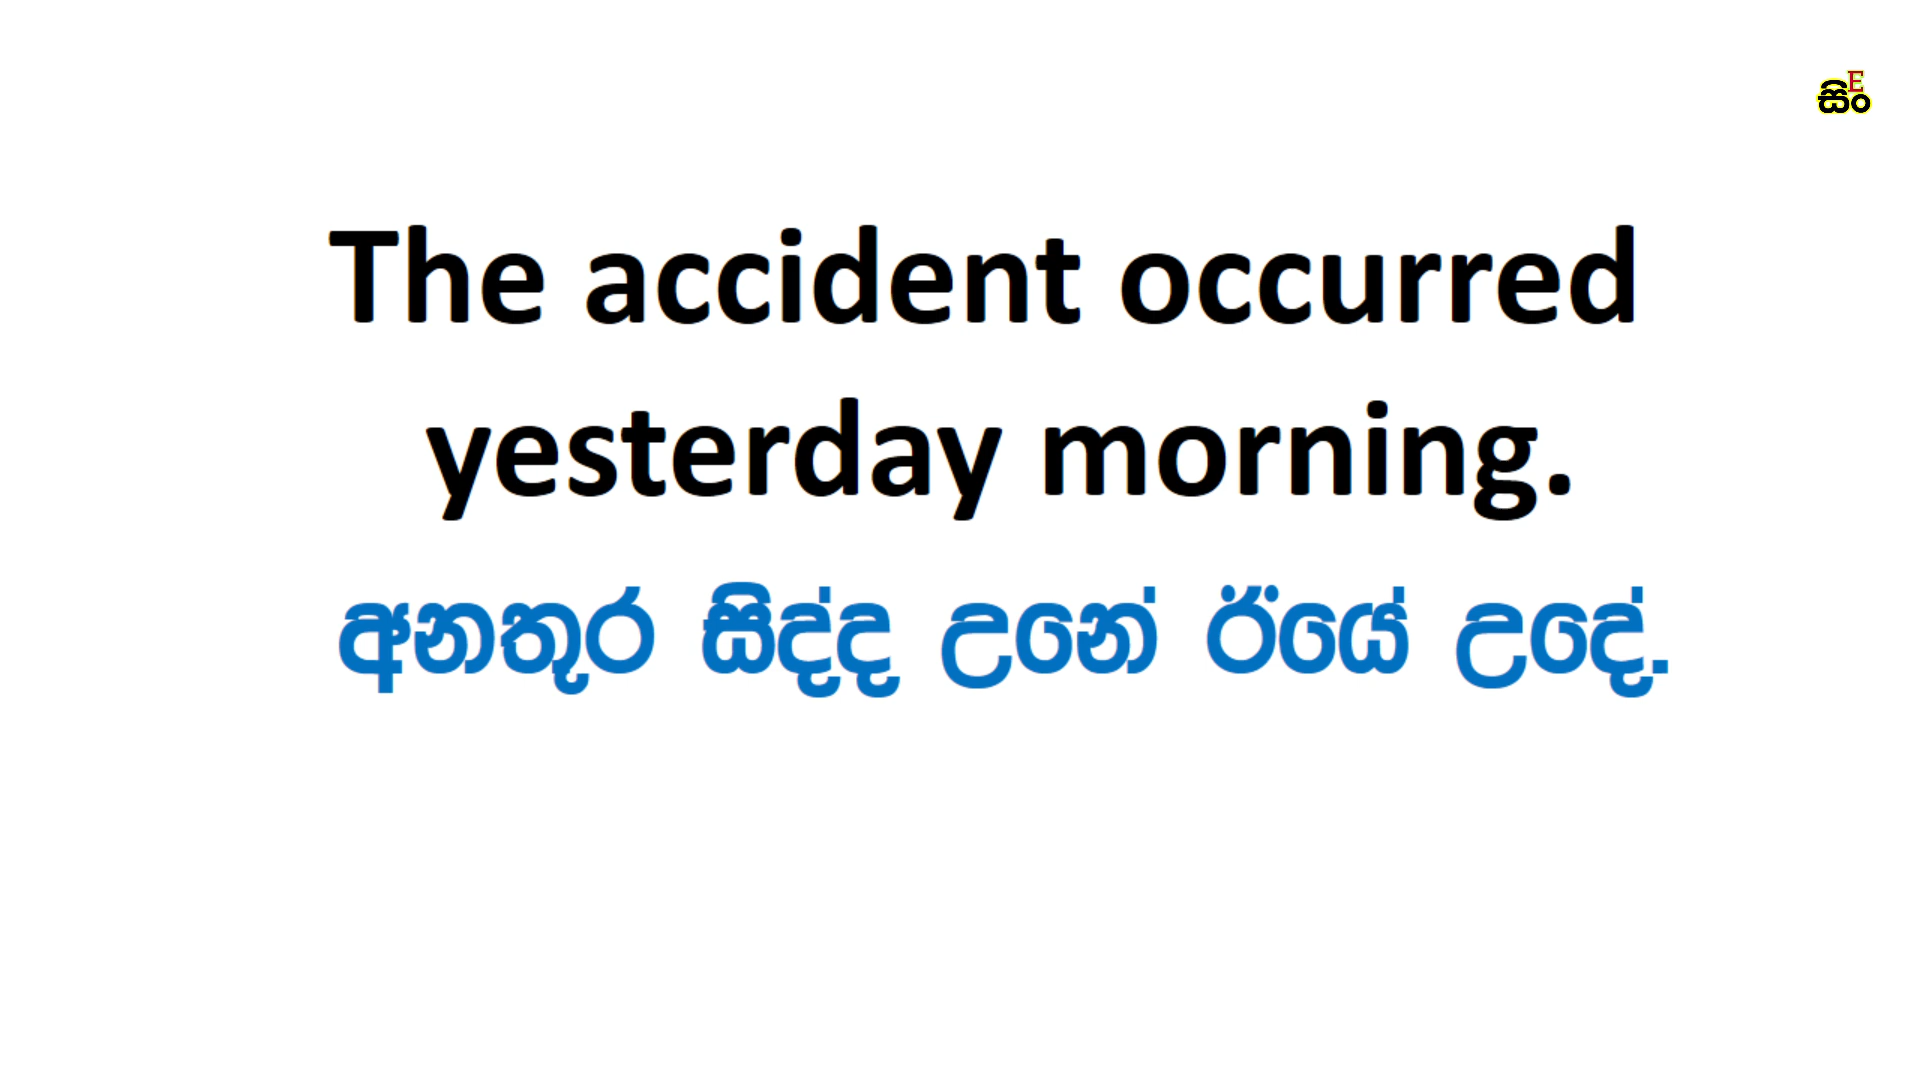 සිංE
The accident occurred
yesterday morning.
අනතුර සිද්ද උනේ ඊයේ උදේ.